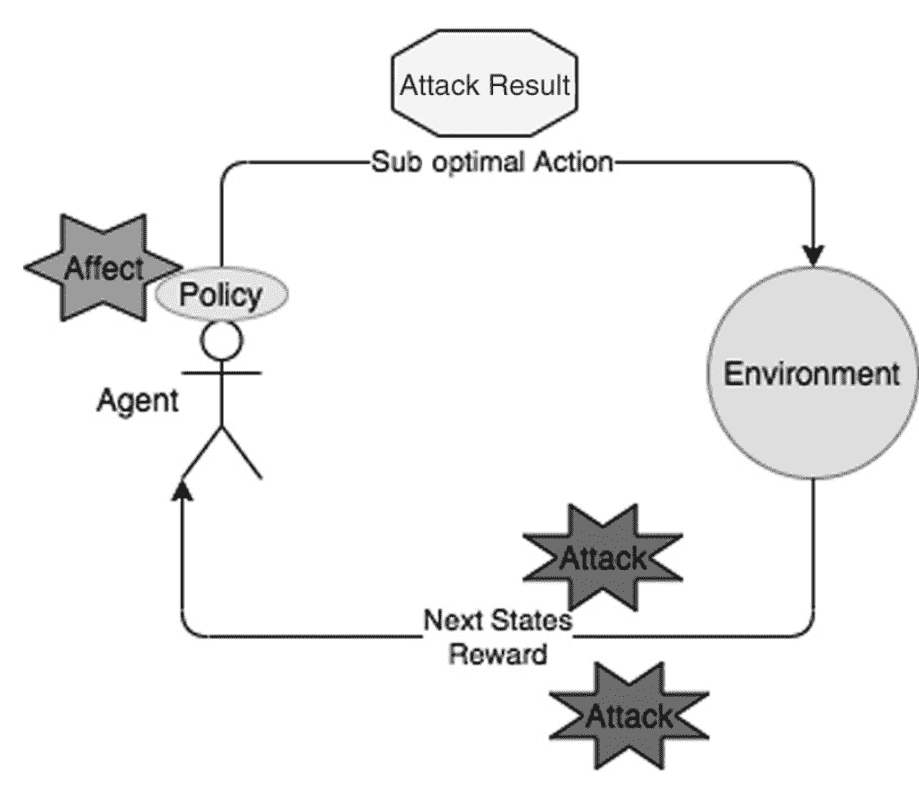 Attack Result
Sub optimal Action
Affect
Policy
Agent
Environment
Attack
Next States
Reward
Attack